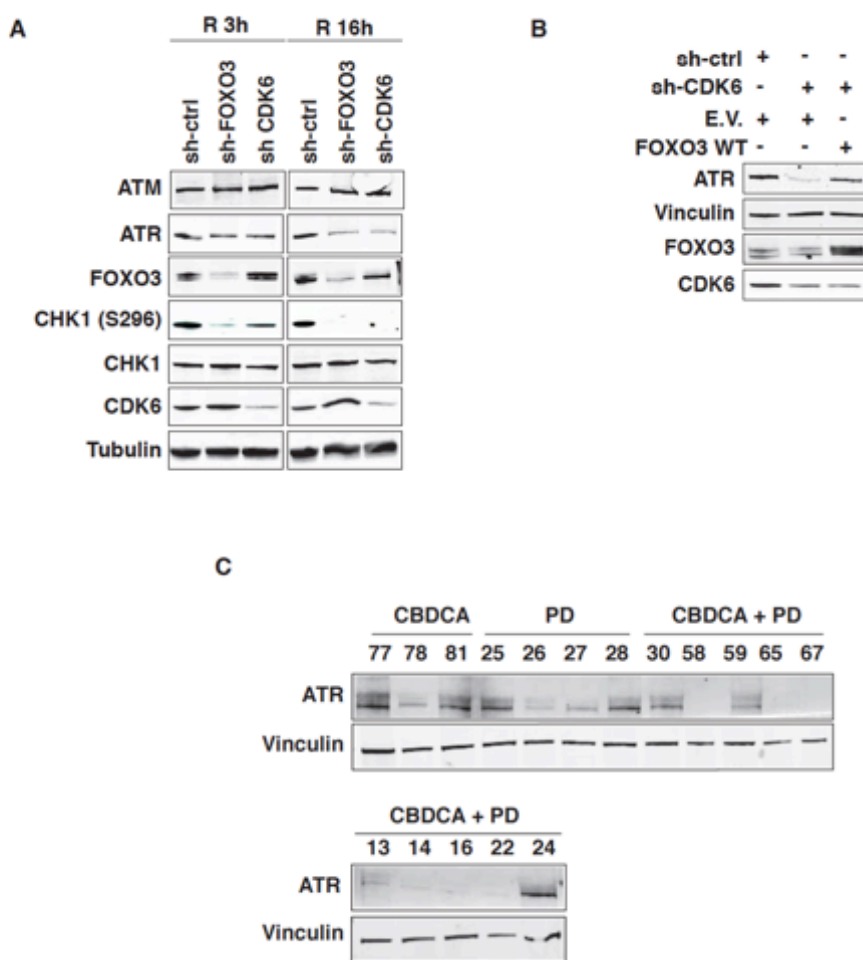 A
R 3h R 16h
sh-ctrl sh-FOXO3 sh CDK6 sh-ctrl sh-FOXO3 sh-CDK6
ATM
ATR
FOXO3
CHK1 (S296)
CHK1
CDK6
Tubulin
B
sh-ctrl + - -
sh-CDK6 - + +
E.V. + + -
FOXO3 WT - - +
ATR
Vinculin
FOXO3
CDK6
C
CBDCA PD CBDCA + PD
77 78 81 25 26 27 28 30 58 59 65 67
ATR
Vinculin
CBDCA + PD
13 14 16 22 24
ATR
Vinculin